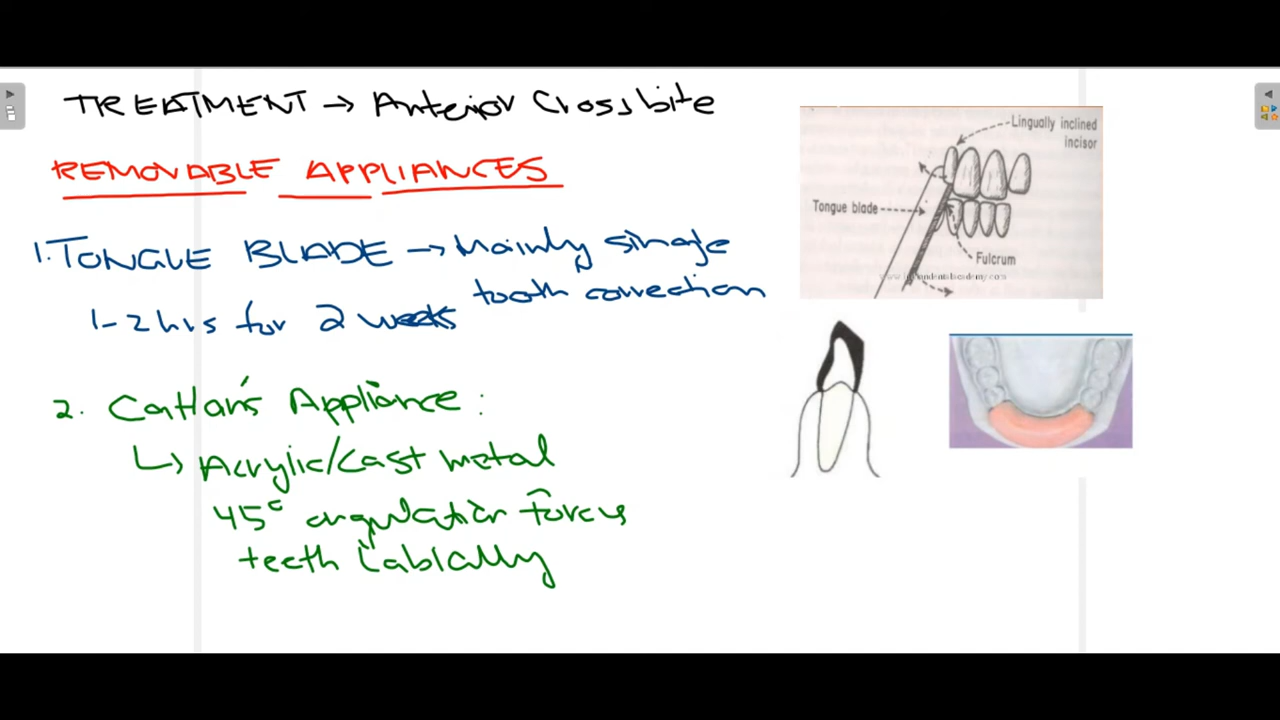 TREATMENT → Anterior Crossbite
REMOVABLE APPLIANCES
1. TONGUE BLADE → Mainly single
tooth correction
1-2 hrs for 2 weeks
2. Catlan's Appliance :
↳ Acrylic/cast metal
45° angulation forces
teeth labially
Lingually inclined
incisor
Tongue blade
Fulcrum